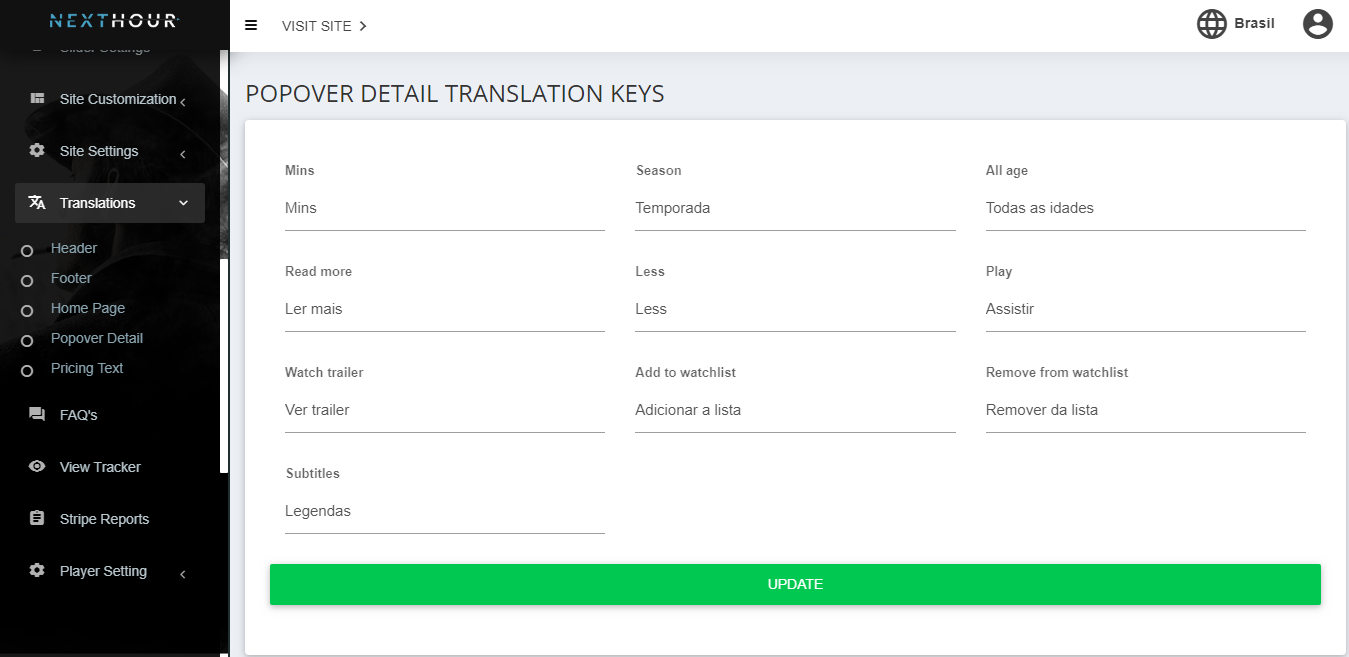 NEXTHOUR
VISIT SITE
Brasil
Slider Settings
Site Customization
Site Settings
Translations
Header
Footer
Home Page
Popover Detail
Pricing Text
FAQ's
View Tracker
Stripe Reports
Player Setting
POPOVER DETAIL TRANSLATION KEYS
Mins
Mins
Season
Temporada
All age
Todas as idades
Read more
Ler mais
Less
Less
Play
Assistir
Watch trailer
Ver trailer
Add to watchlist
Adicionar a lista
Remove from watchlist
Remover da lista
Subtitles
Legendas
UPDATE